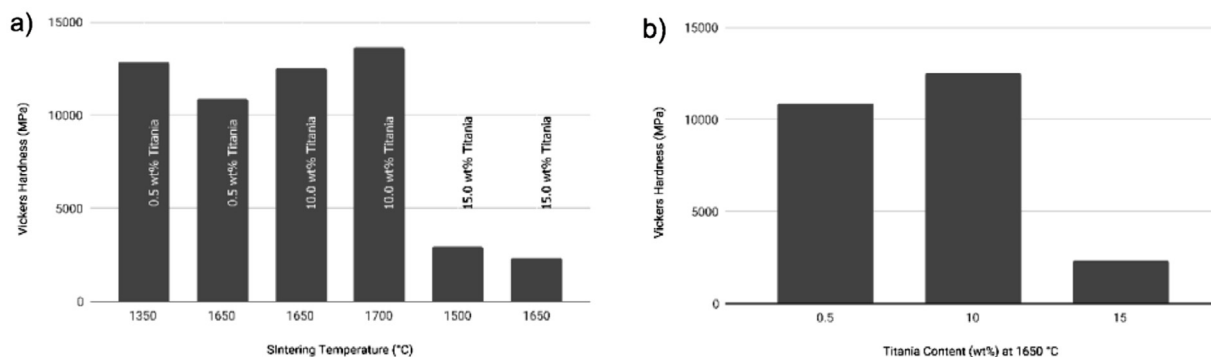 a)
15000
10000
5000
0
Vickers Hardness (MPa)
0.5 wt% Titania
0.5 wt% Titania
10.0 wt% Titania
10.0 wt% Titania
15.0 wt% Titania
15.0 wt% Titania
1350 1650 1650 1700 1500 1650
SIntering Temperature (°C)
b)
15000
10000
5000
0
Vickers Hardness (MPa)
0.5 10 15
Titania Content (wt%) at 1650 °C